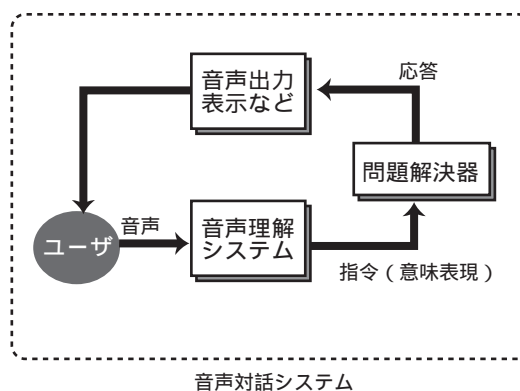 音声出力
表示など
応答
問題解決器
ユーザ
音声
音声理解
システム
指令（意味表現）
音声対話システム